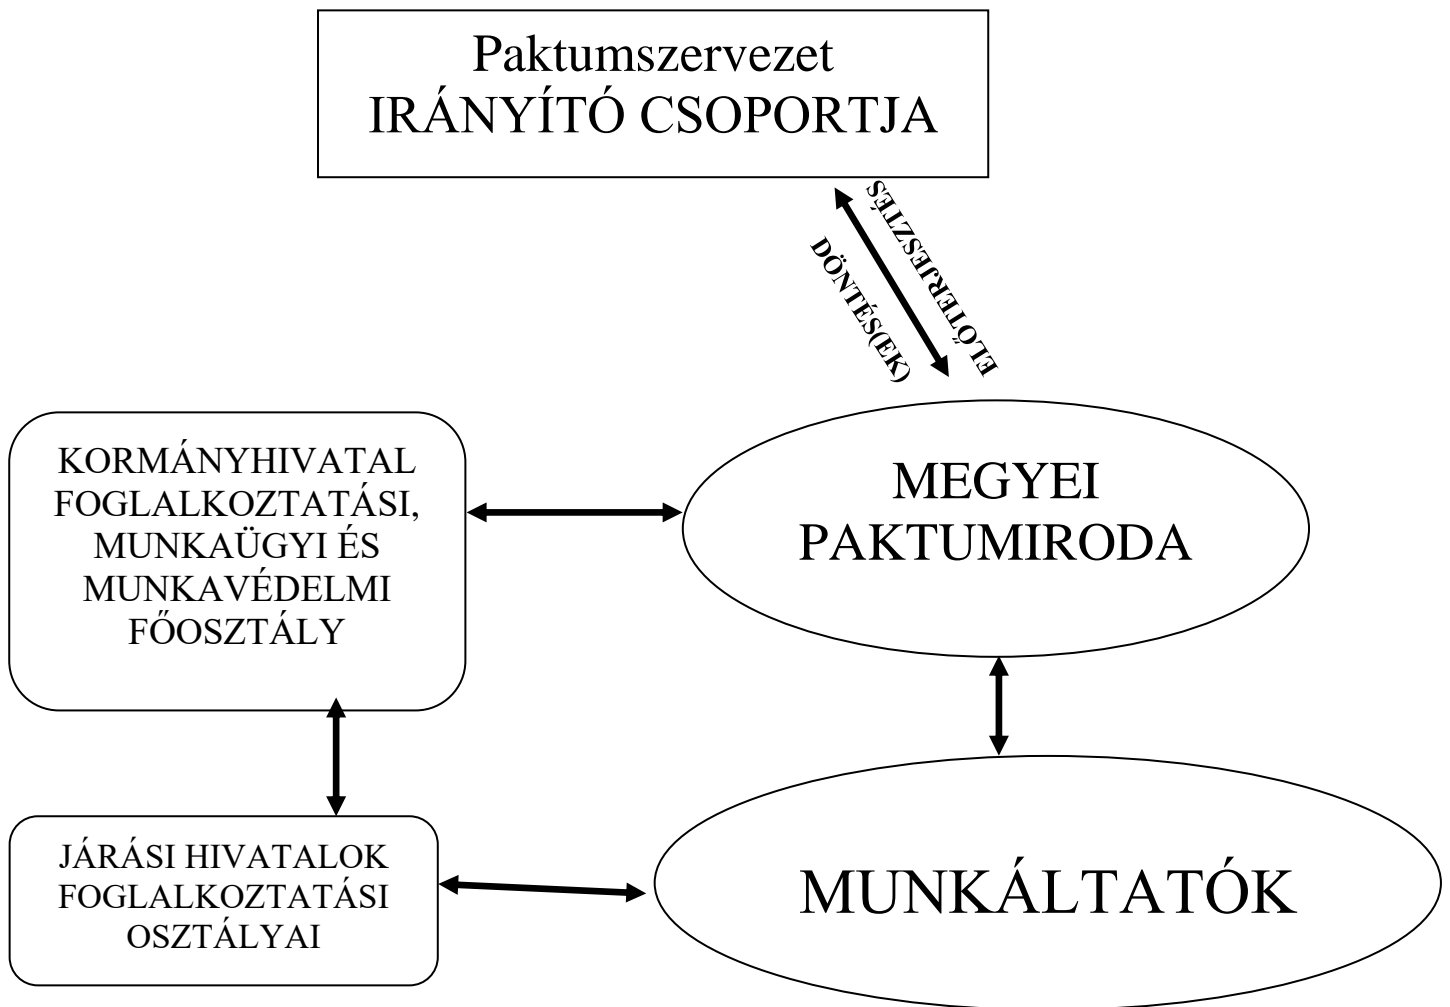 Paktumszervezet
IRÁNYÍTÓ CSOPORTJA
ELŐTERJESZTÉS
DÖNTÉS(EK)
KORMÁNYHIVATAL
FOGLALKOZTATÁSI,
MUNKAÜGYI ÉS
MUNKAVÉDELMI
FŐOSZTÁLY
MEGYEI
PAKTUMIRODA
JÁRÁSI HIVATALOK
FOGLALKOZTATÁSI
OSZTÁLYAI
MUNKÁLTATÓK